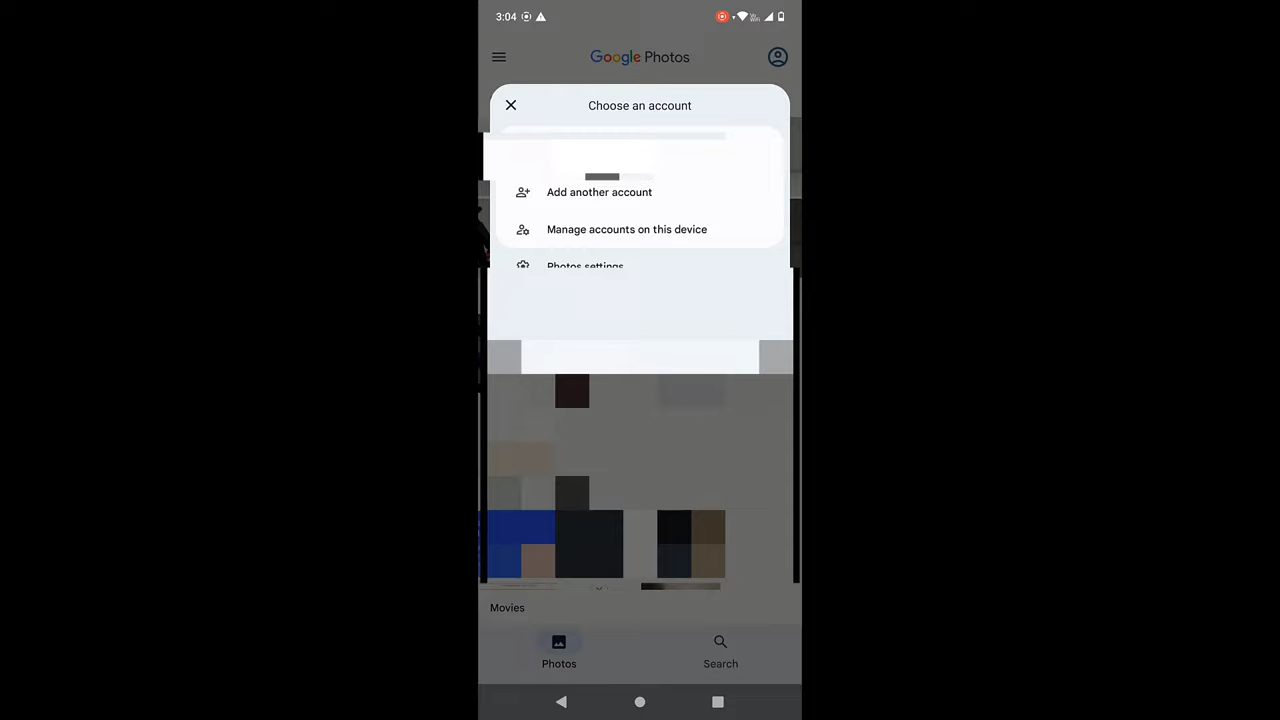 3:04
Google Photos
Choose an account
Add another account
Manage accounts on this device
Photos settings
Movies
Photos
Search